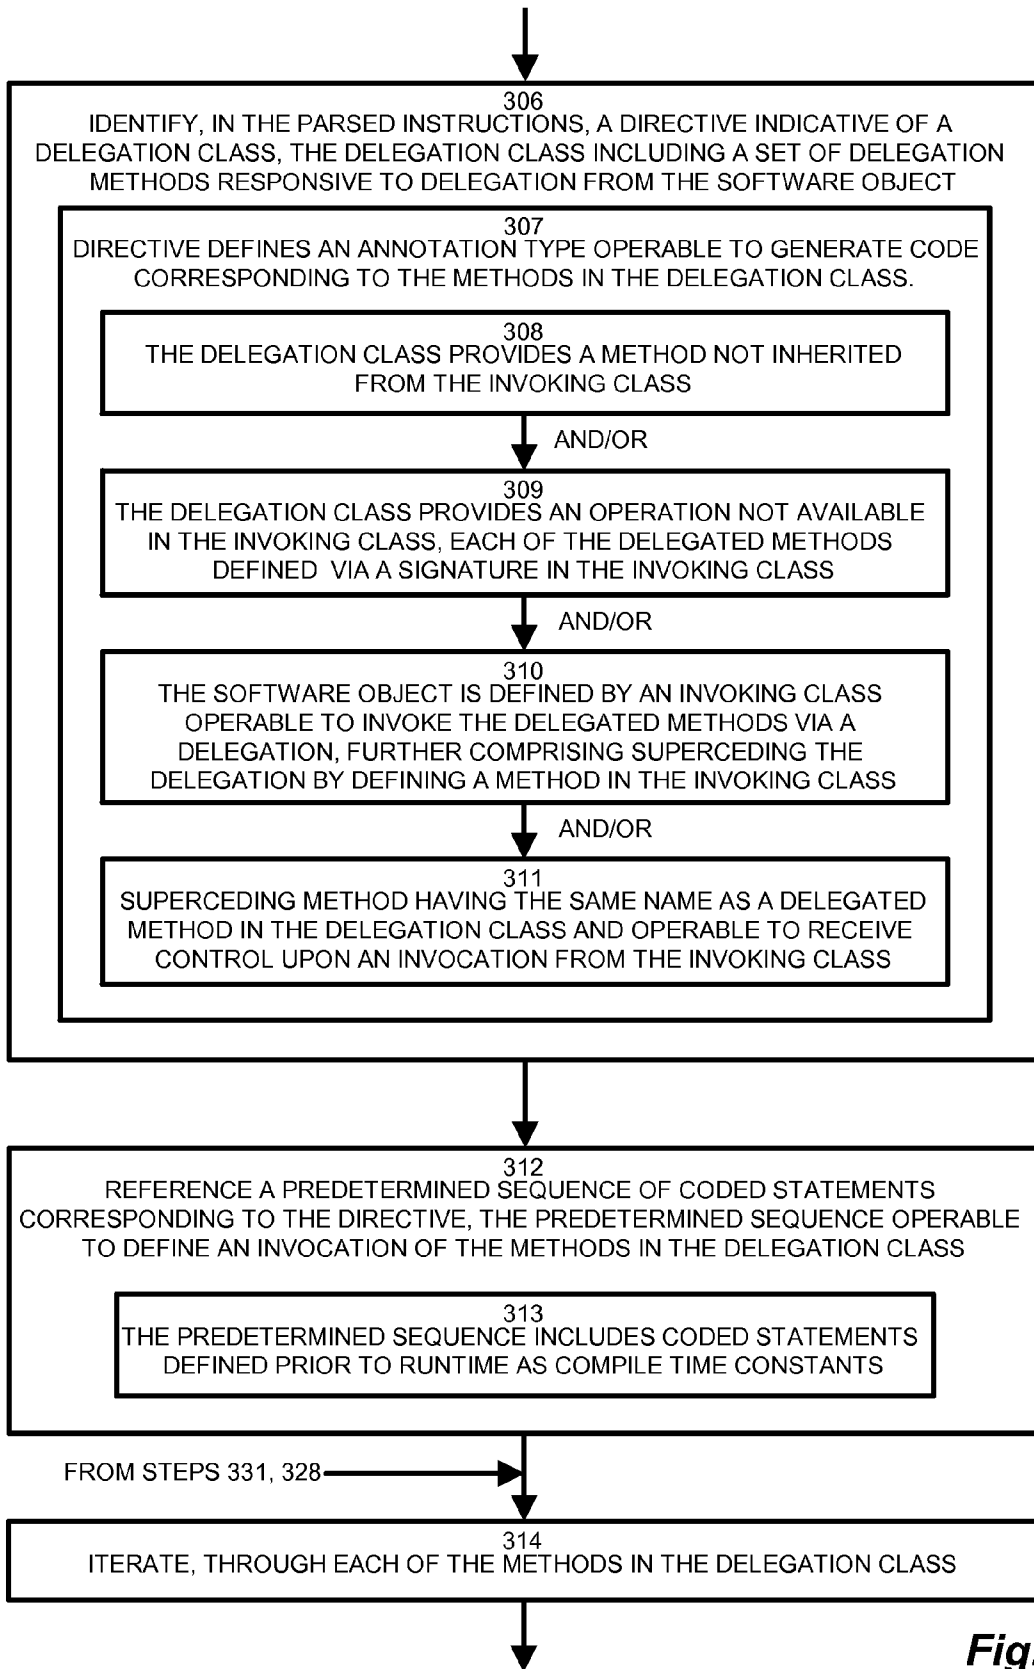 306
IDENTIFY, IN THE PARSED INSTRUCTIONS, A DIRECTIVE INDICATIVE OF A
DELEGATION CLASS, THE DELEGATION CLASS INCLUDING A SET OF DELEGATION
METHODS RESPONSIVE TO DELEGATION FROM THE SOFTWARE OBJECT
307
DIRECTIVE DEFINES AN ANNOTATION TYPE OPERABLE TO GENERATE CODE
CORRESPONDING TO THE METHODS IN THE DELEGATION CLASS.
308
THE DELEGATION CLASS PROVIDES A METHOD NOT INHERITED
FROM THE INVOKING CLASS
AND/OR
309
THE DELEGATION CLASS PROVIDES AN OPERATION NOT AVAILABLE
IN THE INVOKING CLASS, EACH OF THE DELEGATED METHODS
DEFINED VIA A SIGNATURE IN THE INVOKING CLASS
AND/OR
310
THE SOFTWARE OBJECT IS DEFINED BY AN INVOKING CLASS
OPERABLE TO INVOKE THE DELEGATED METHODS VIA A
DELEGATION, FURTHER COMPRISING SUPERCEDING THE
DELEGATION BY DEFINING A METHOD IN THE INVOKING CLASS
AND/OR
311
SUPERCEDING METHOD HAVING THE SAME NAME AS A DELEGATED
METHOD IN THE DELEGATION CLASS AND OPERABLE TO RECEIVE
CONTROL UPON AN INVOCATION FROM THE INVOKING CLASS
312
REFERENCE A PREDETERMINED SEQUENCE OF CODED STATEMENTS
CORRESPONDING TO THE DIRECTIVE, THE PREDETERMINED SEQUENCE OPERABLE
TO DEFINE AN INVOCATION OF THE METHODS IN THE DELEGATION CLASS
313
THE PREDETERMINED SEQUENCE INCLUDES CODED STATEMENTS
DEFINED PRIOR TO RUNTIME AS COMPILE TIME CONSTANTS
FROM STEPS 331, 328
314
ITERATE, THROUGH EACH OF THE METHODS IN THE DELEGATION CLASS
Fig.